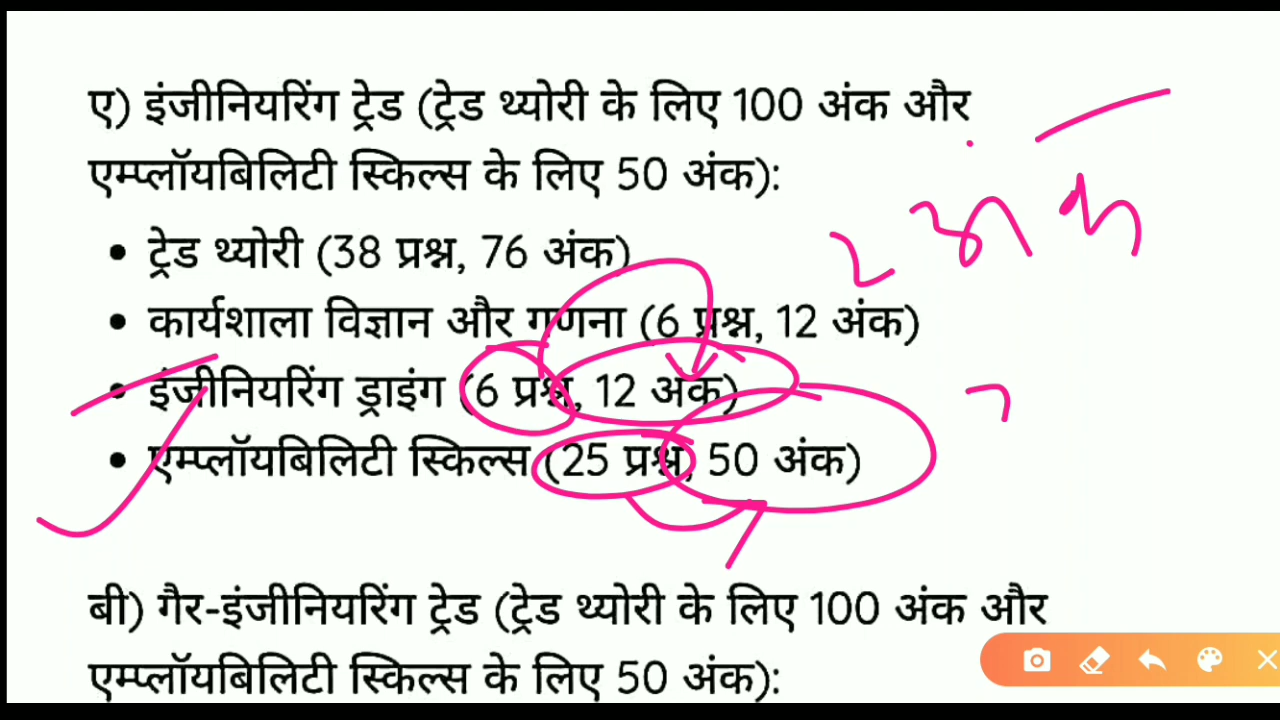 ए) इंजीनियरिंग ट्रेड (ट्रेड थ्योरी के लिए 100 अंक और
एम्प्लॉयबिलिटी स्किल्स के लिए 50 अंक):
• ट्रेड थ्योरी (38 प्रश्न, 76 अंक)
2 अंक
• कार्यशाला विज्ञान और गणना (6 प्रश्न, 12 अंक)
• इंजीनियरिंग ड्राइंग (6 प्रश्न, 12 अंक)
• एम्प्लॉयबिलिटी स्किल्स (25 प्रश्न, 50 अंक)
बी) गैर-इंजीनियरिंग ट्रेड (ट्रेड थ्योरी के लिए 100 अंक और
एम्प्लॉयबिलिटी स्किल्स के लिए 50 अंक):